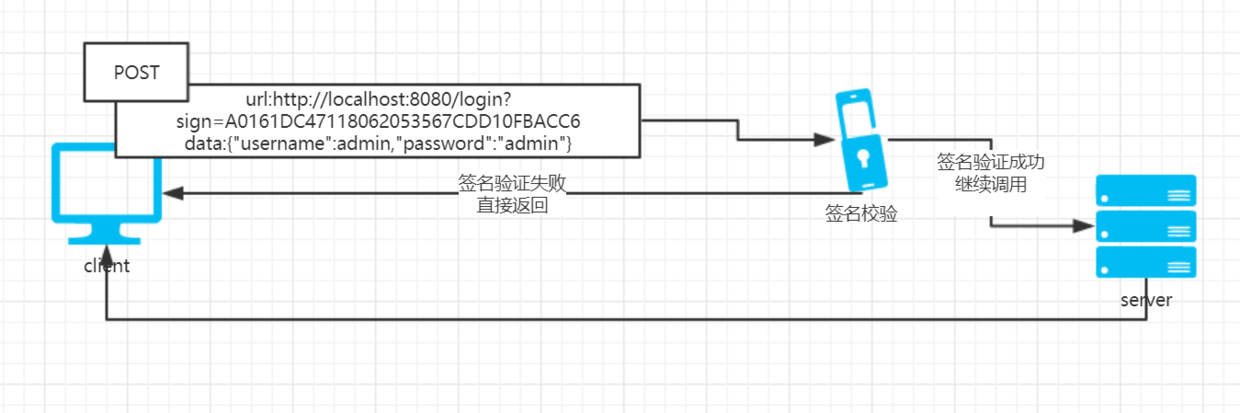 POST
url:http://localhost:8080/login?
sign=A0161DC47118062053567CDD10FBACC6
data:{"username":admin,"password":"admin"}
签名验证成功
继续调用
签名验证失败
直接返回
签名校验
client
server